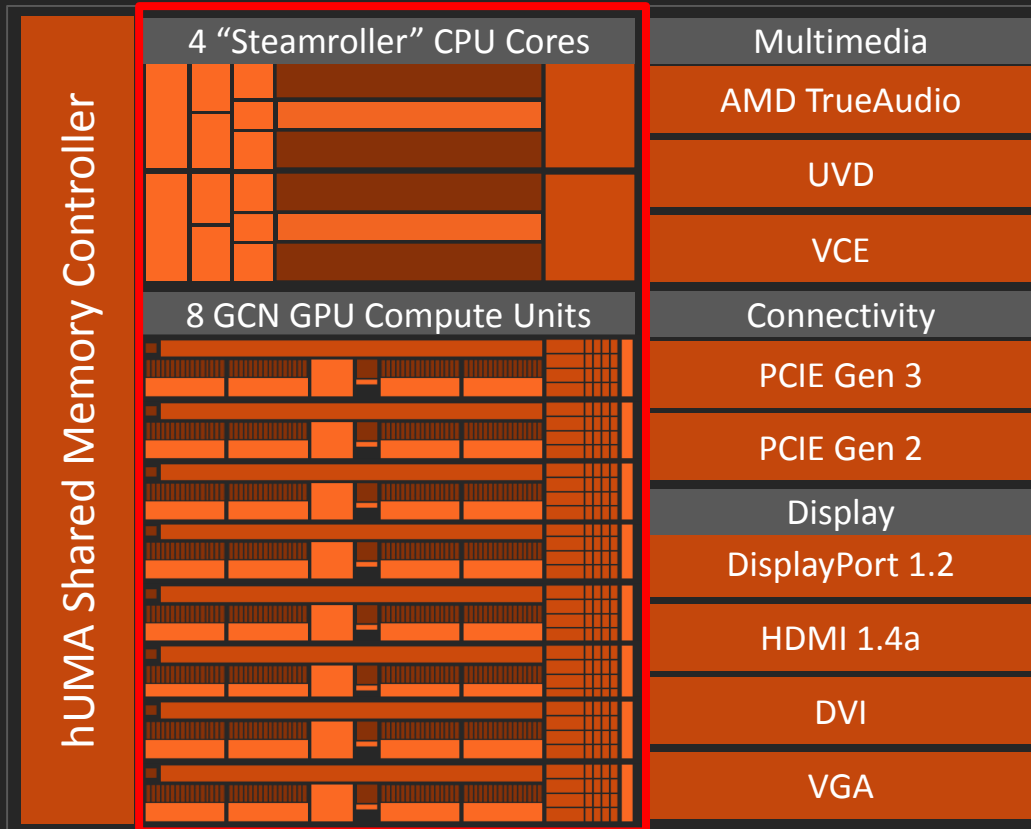 hUMA Shared Memory Controller
4 “Steamroller” CPU Cores
8 GCN GPU Compute Units
Multimedia
AMD TrueAudio
UVD
VCE
Connectivity
PCIE Gen 3
PCIE Gen 2
Display
DisplayPort 1.2
HDMI 1.4a
DVI
VGA